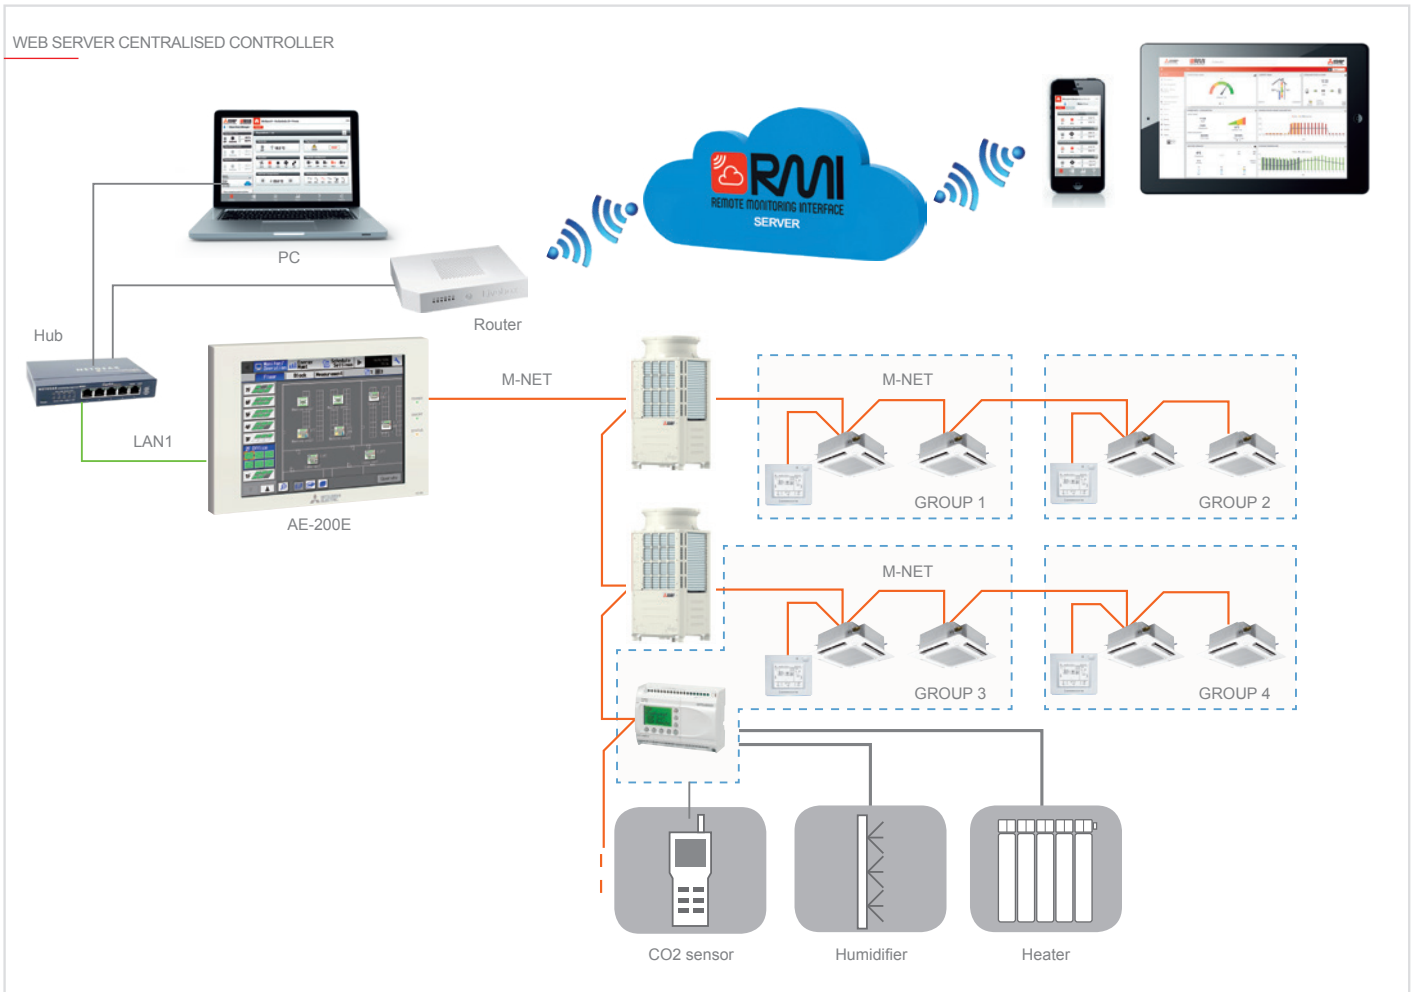 WEB SERVER CENTRALISED CONTROLLER
RMI
REMOTE MONITORING INTERFACE
SERVER
PC
Router
Hub
NETGEAR
LAN1
AE-200E
M-NET
M-NET
GROUP 1
GROUP 2
M-NET
GROUP 3
GROUP 4
CO2 sensor
Humidifier
Heater